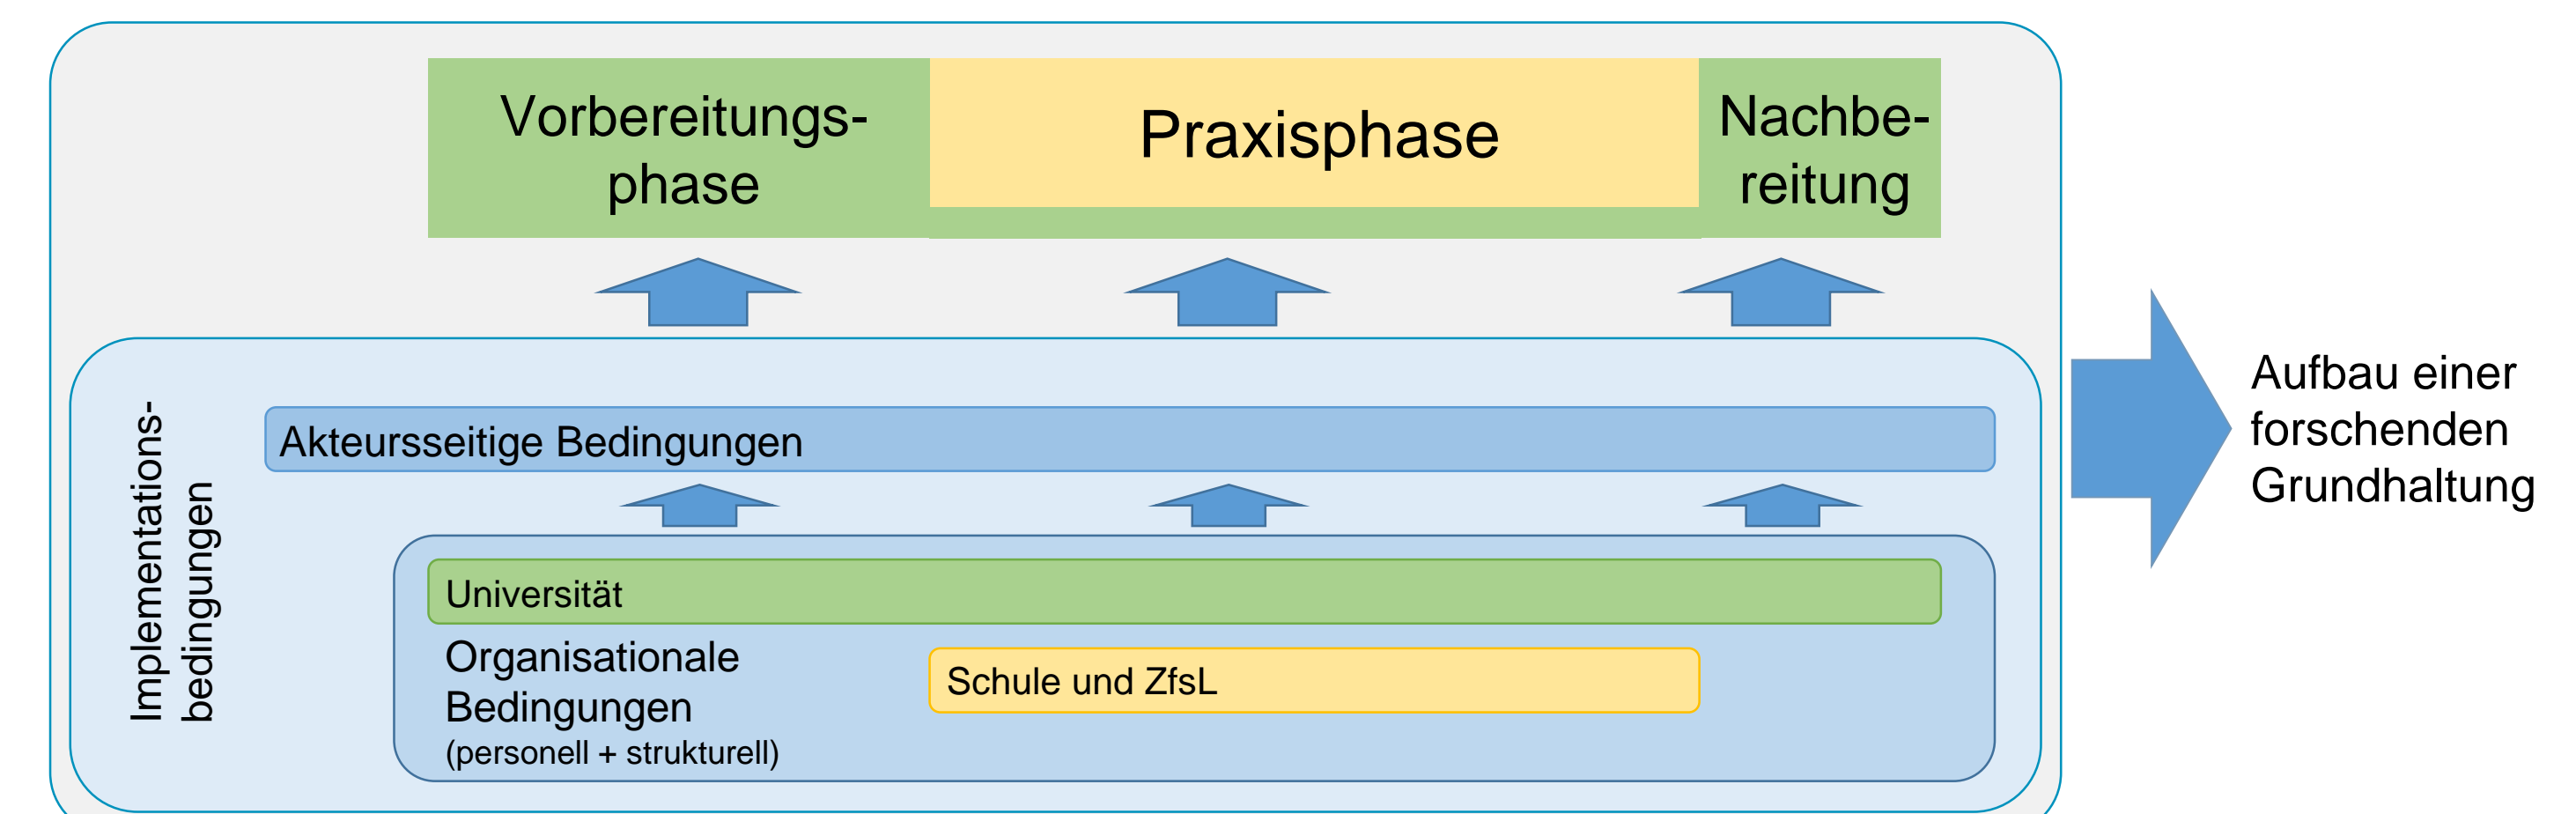 Vorbereitungs-
phase
Praxisphase
Nachbe-
reitung
Implementations-
bedingungen
Akteursseitige Bedingungen
Universität
Organisationale
Bedingungen
(personell + strukturell)
Schule und ZfsL
Aufbau einer
forschenden
Grundhaltung